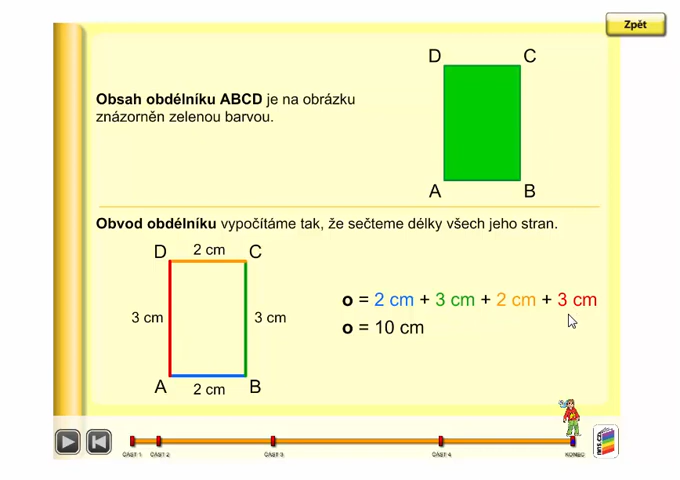 Zpět
D C
Obsah obdélníku ABCD je na obrázku
znázorněn zelenou barvou.
A B
Obvod obdélníku vypočítáme tak, že sečteme délky všech jeho stran.
D 2 cm C
3 cm 3 cm
A 2 cm B
o = 2 cm + 3 cm + 2 cm + 3 cm
o = 10 cm
ČÁST 1 ČÁST 2 ČÁST 3 ČÁST 4 KONEC